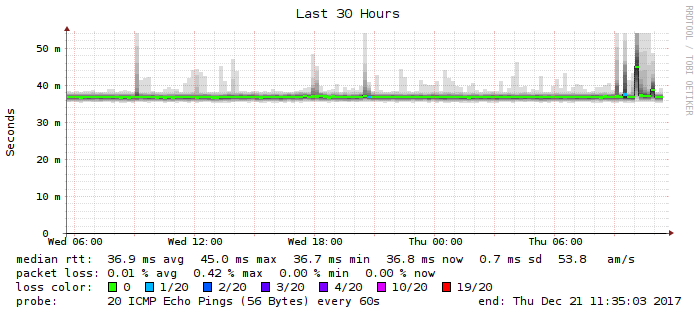 Last 30 Hours
RRDTOOL / TOBI OETIKER
Seconds
50 m
40 m
30 m
20 m
10 m
0
Wed 06:00 Wed 12:00 Wed 18:00 Thu 00:00 Thu 06:00
median rtt: 36.9 ms avg 45.0 ms max 36.7 ms min 36.8 ms now 0.7 ms sd 53.8 am/s
packet loss: 0.01 % avg 0.42 % max 0.00 % min 0.00 % now
loss color: 0 1/20 2/20 3/20 4/20 10/20 19/20
probe: 20 ICMP Echo Pings (56 Bytes) every 60s end: Thu Dec 21 11:35:03 2017